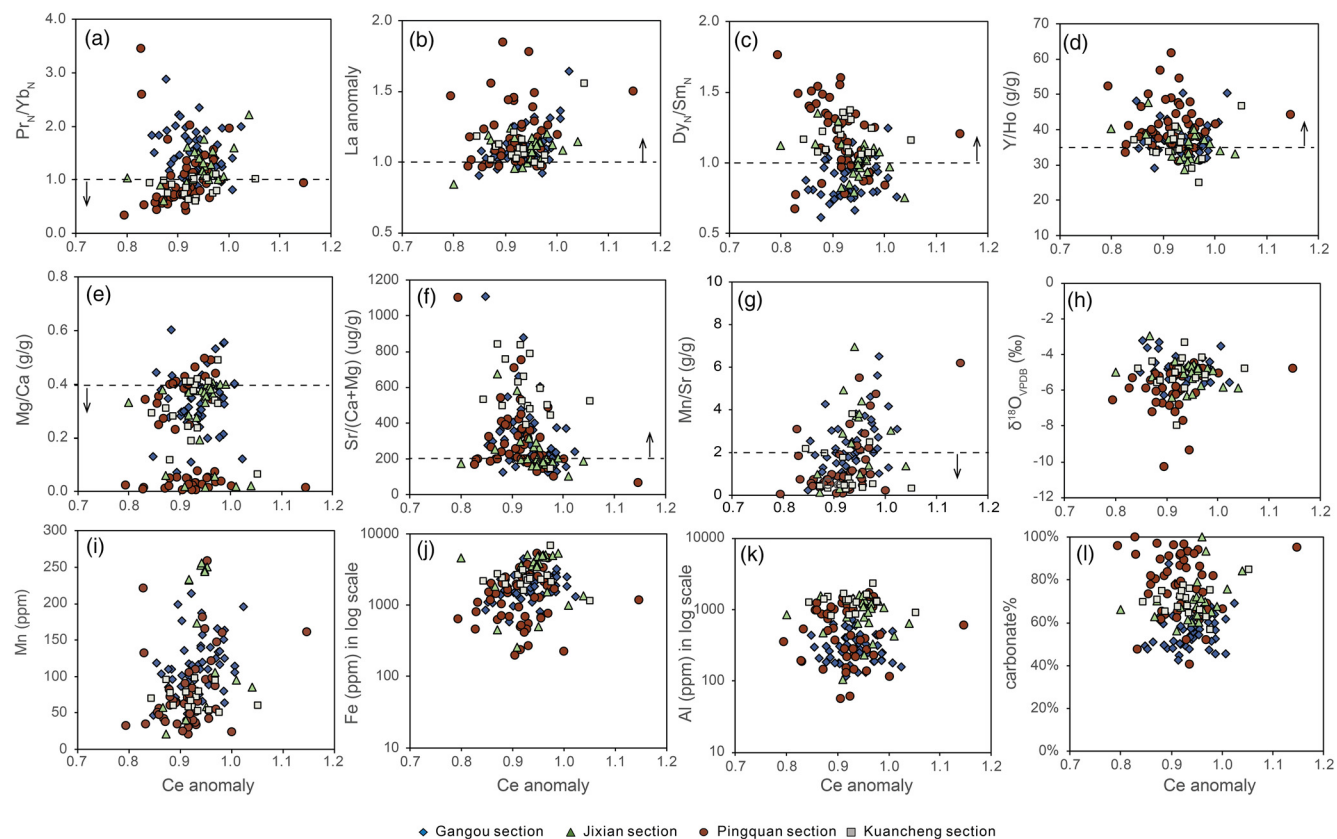 (a)
Pr_N/Yb_N
4.0
3.0
2.0
1.0
0.0
0.7 0.8 0.9 1.0 1.1 1.2
(b)
La anomaly
2.0
1.5
1.0
0.5
0.7 0.8 0.9 1.0 1.1 1.2
(c)
Dy_N/Sm_N
2.0
1.5
1.0
0.5
0.7 0.8 0.9 1.0 1.1 1.2
(d)
Y/Ho (g/g)
70
60
50
40
30
20
10
0.7 0.8 0.9 1.0 1.1 1.2
(e)
Mg/Ca (g/g)
0.8
0.6
0.4
0.2
0.0
0.7 0.8 0.9 1.0 1.1 1.2
(f)
Sr/(Ca+Mg) (ug/g)
1200
1000
800
600
400
200
0
0.7 0.8 0.9 1.0 1.1 1.2
(g)
Mn/Sr (g/g)
10
8
6
4
2
0
0.7 0.8 0.9 1.0 1.1 1.2
(h)
δ18O_VPDB (‰)
0
-2
-4
-6
-8
-10
-12
0.7 0.8 0.9 1.0 1.1 1.2
(i)
Mn (ppm)
300
250
200
150
100
50
0
0.7 0.8 0.9 1.0 1.1 1.2
Ce anomaly
(j)
Fe (ppm) in log scale
10000
1000
100
10
0.7 0.8 0.9 1.0 1.1 1.2
Ce anomaly
(k)
Al (ppm) in log scale
10000
1000
100
10
0.7 0.8 0.9 1.0 1.1 1.2
Ce anomaly
(l)
carbonate%
100%
80%
60%
40%
20%
0%
0.7 0.8 0.9 1.0 1.1 1.2
Ce anomaly
Gangou section Jixian section Pingquan section Kuancheng section